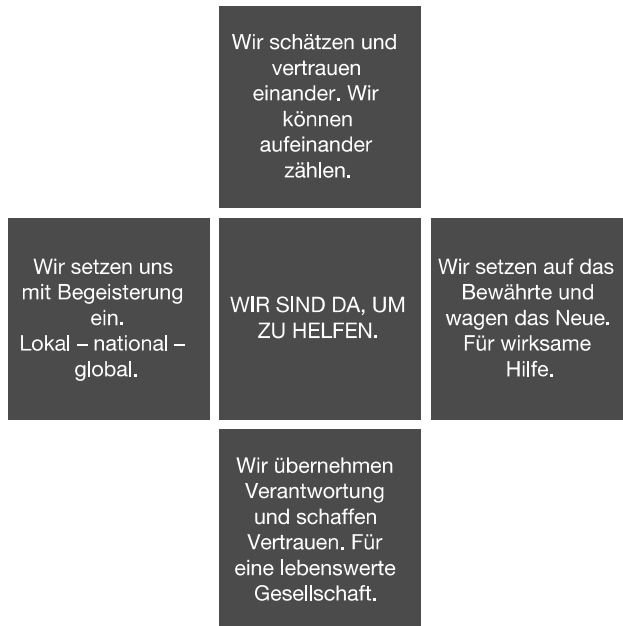 Wir schätzen und
vertrauen
einander. Wir
können
aufeinander
zählen.
Wir setzen uns
mit Begeisterung
ein.
Lokal – national –
global.
WIR SIND DA, UM
ZU HELFEN.
Wir setzen auf das
Bewährte und
wagen das Neue.
Für wirksame
Hilfe.
Wir übernehmen
Verantwortung
und schaffen
Vertrauen. Für
eine lebenswerte
Gesellschaft.